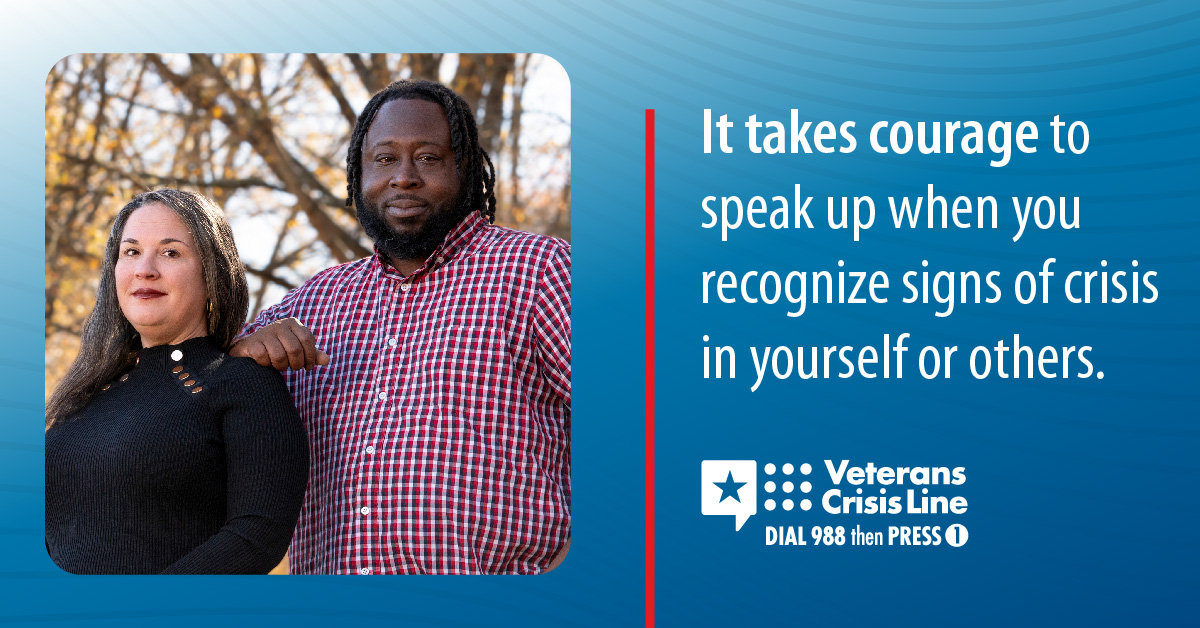 It takes courage to
speak up when you
recognize signs of crisis
in yourself or others.
Veterans
Crisis Line
DIAL 988 then PRESS 1